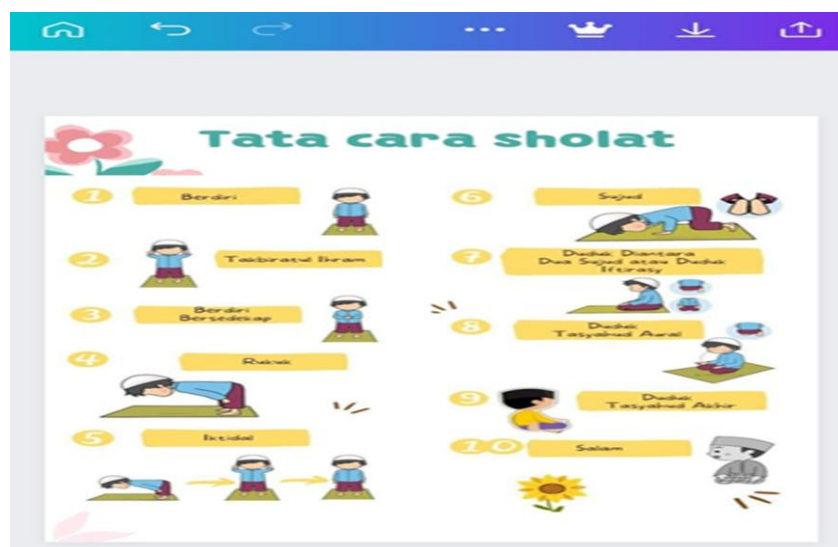 Tata cara sholat
1
Berdiri
2
Takbiratul Ihram
3
Berdiri
Bersedekap
4
Rukuk
5
Iktidal
6
Sujud
7
Duduk Diantara
Dua Sujud atau Duduk
Iftirasy
8
Duduk
Tasyahud Awal
9
Duduk
Tasyahud Akhir
10
Salam